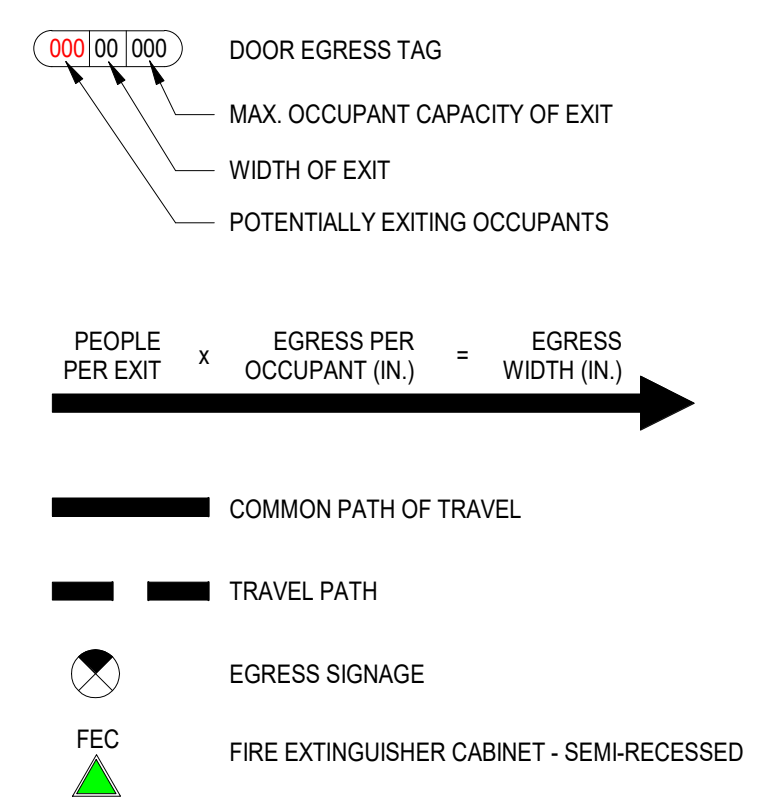 000 00 000 DOOR EGRESS TAG
MAX. OCCUPANT CAPACITY OF EXIT
WIDTH OF EXIT
POTENTIALLY EXITING OCCUPANTS
PEOPLE PER EXIT x EGRESS PER OCCUPANT (IN.) = EGRESS WIDTH (IN.)
COMMON PATH OF TRAVEL
TRAVEL PATH
EGRESS SIGNAGE
FEC
FIRE EXTINGUISHER CABINET - SEMI-RECESSED